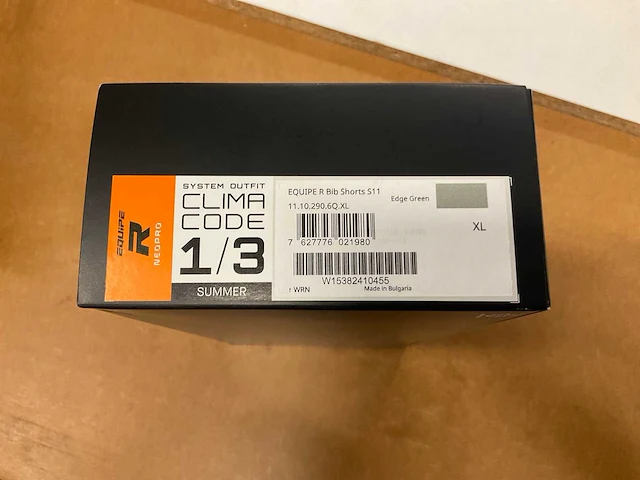 EQUIPE
R
NEOPRO
SYSTEM OUTFIT
CLIMA
CODE
1/3
SUMMER
EQUIPE R Bib Shorts S11
11.10.290.6Q.XL
Edge Green
XL
7 627776 021980
W15382410455
! WRN
Made in Bulgaria